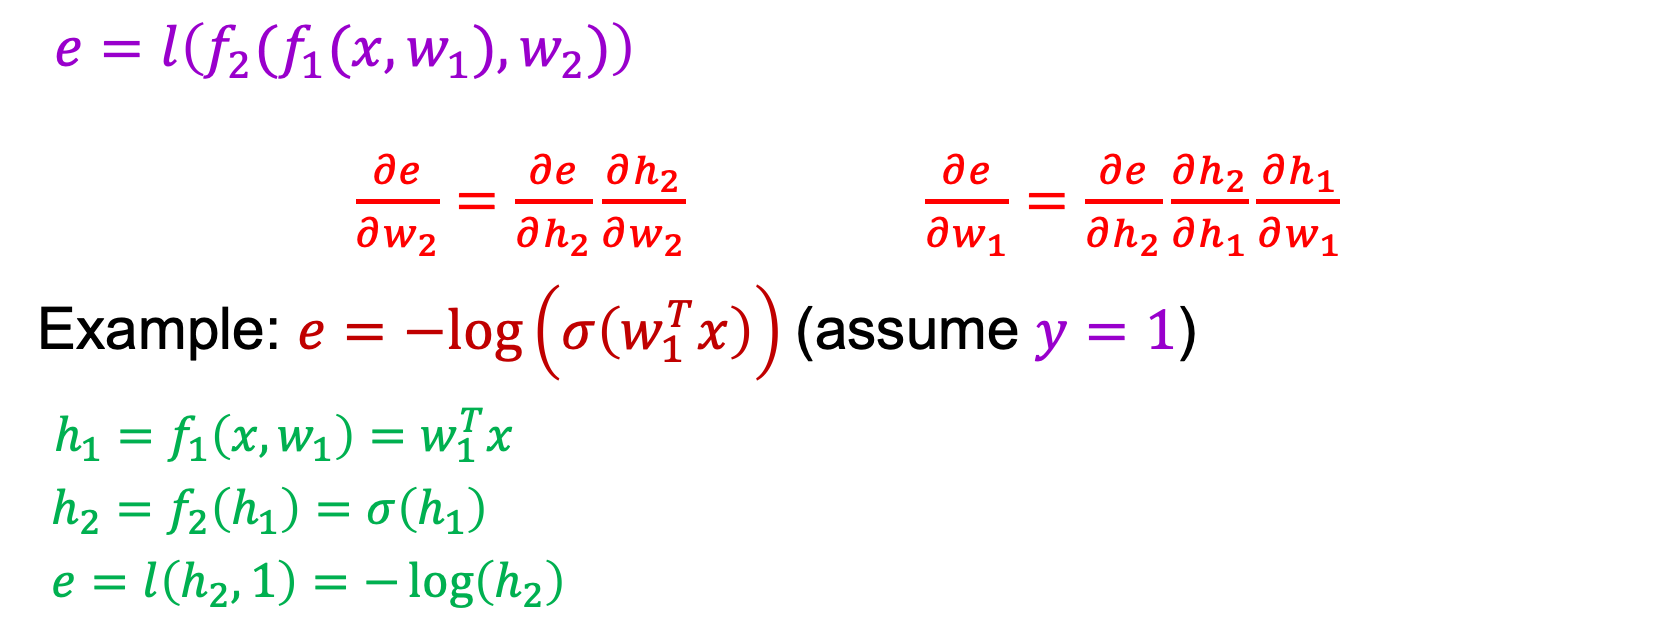 e = l(f₂(f₁(x, w₁), w₂))
∂e/∂w₂ = ∂e/∂h₂ ∂h₂/∂w₂    ∂e/∂w₁ = ∂e/∂h₂ ∂h₂/∂h₁ ∂h₁/∂w₁
Example: e = −log(σ(w₁ᵀx)) (assume y = 1)
h₁ = f₁(x, w₁) = w₁ᵀx
h₂ = f₂(h₁) = σ(h₁)
e = l(h₂, 1) = − log(h₂)